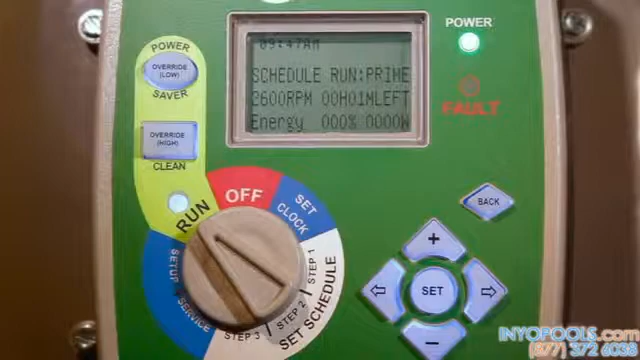 09:47AM
SCHEDULE RUN:PRIME
2600RPM 00H01MLEFT
Energy 000% 0000W
POWER
FAULT
POWER
OVERRIDE
(LOW)
SAVER
OVERRIDE
(HIGH)
CLEAN
RUN
OFF
SET
CLOCK
STEP 1
STEP 2
STEP 3
SET SCHEDULE
SETUP
SERVICE
BACK
+
SET
−
INYOPOOLS.com
(877) 372 6038